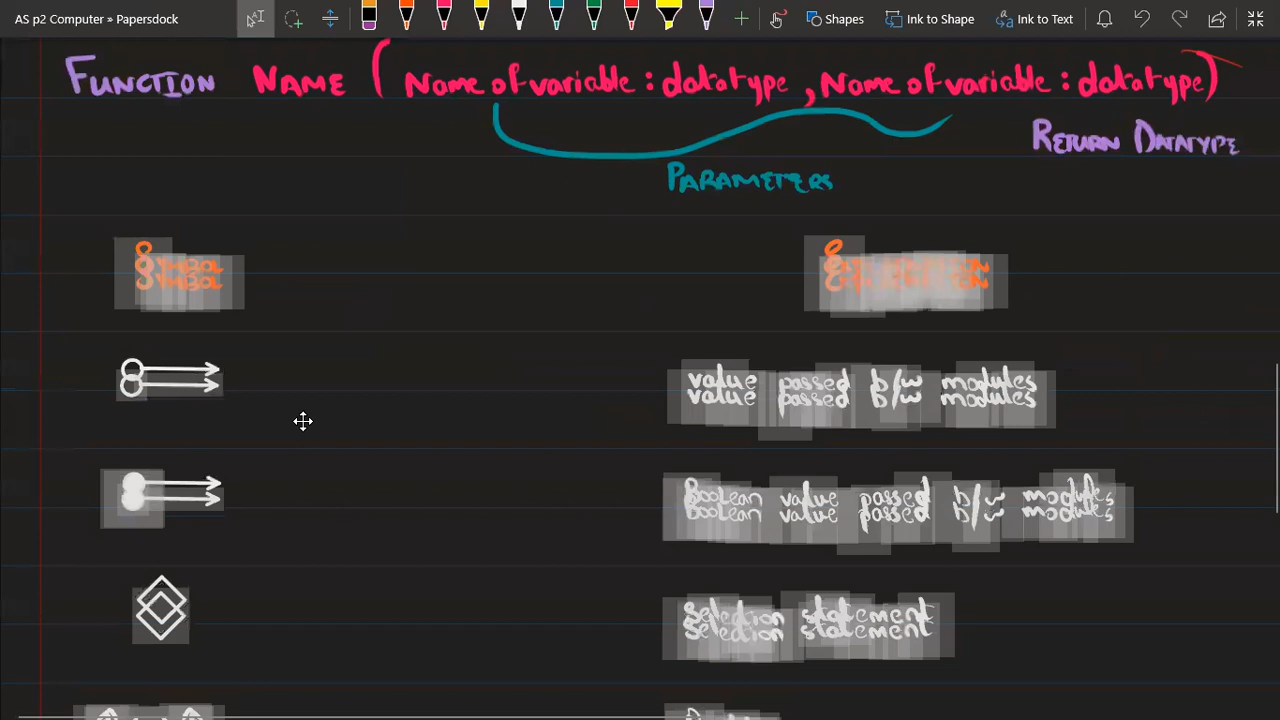 AS p2 Computer » Papersdock
Shapes
Ink to Shape
Ink to Text
FUNCTION NAME (Name of variable : datatype , Name of variable : datatype)
RETURN DATATYPE
PARAMETERS
value passed b/w modules
Boolean value passed b/w modules
Selection statement